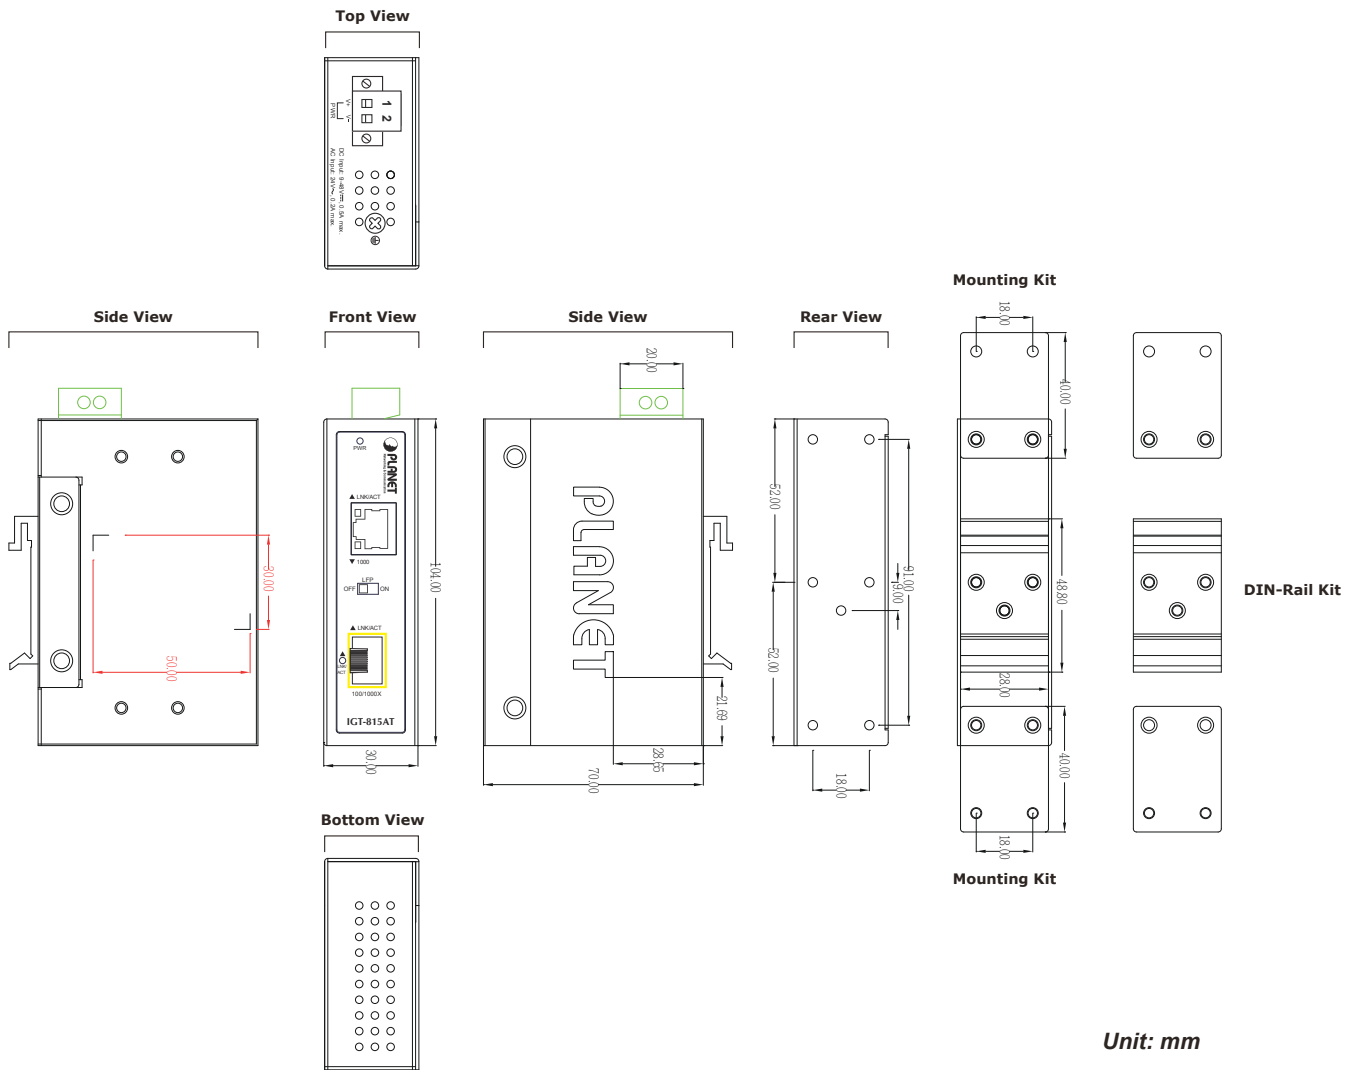 Top View
1
2
V+
V-
PWR
DC Input: 9-48V⎓, 0.5A max.
AC Input: 24V~, 0.2A max.
Mounting Kit
18.00
40.00
Side View
Front View
Side View
Rear View
20.00
PWR
PLANET
▲ LNK/ACT
▼ 1000
LFP
OFF
ON
▲ LNK/ACT
LNK/
ACT
100/1000X
IGT-815AT
104.00
30.00
30.00
50.00
PLANET
21.69
28.65
70.00
52.00
52.00
91.00
9.00
18.00
48.80
28.00
DIN-Rail Kit
40.00
18.00
Mounting Kit
Bottom View
Unit: mm